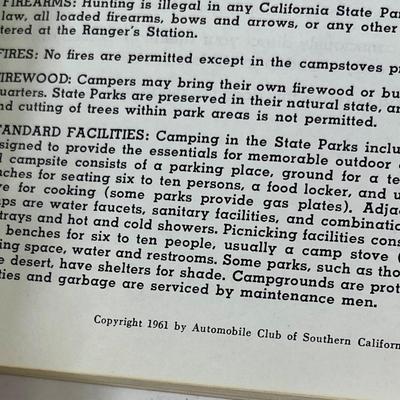 FIREARMS: Hunting is illegal in any California State Par
law, all loaded firearms, bows and arrows, or any other
tered at the Ranger's Station.
FIRES: No fires are permitted except in the campstoves p
FIREWOOD: Campers may bring their own firewood or bu
uarters. State Parks are preserved in their natural state, an
nd cutting of trees within park areas is not permitted.
TANDARD FACILITIES: Camping in the State Parks inclu
signed to provide the essentials for memorable outdoor
l campsite consists of a parking place, ground for a te
ches for seating six to ten persons, a food locker, and u
ve for cooking (some parks provide gas plates). Adjac
ps are water faucets, sanitary facilities, and combinatio
trays and hot and cold showers. Picnicking facilities cons
benches for six to ten people, usually a camp stove (
ing space, water and restrooms. Some parks, such as tho
e desert, have shelters for shade. Campgrounds are prot
ties and garbage are serviced by maintenance men.
Copyright 1961 by Automobile Club of Southern Californ